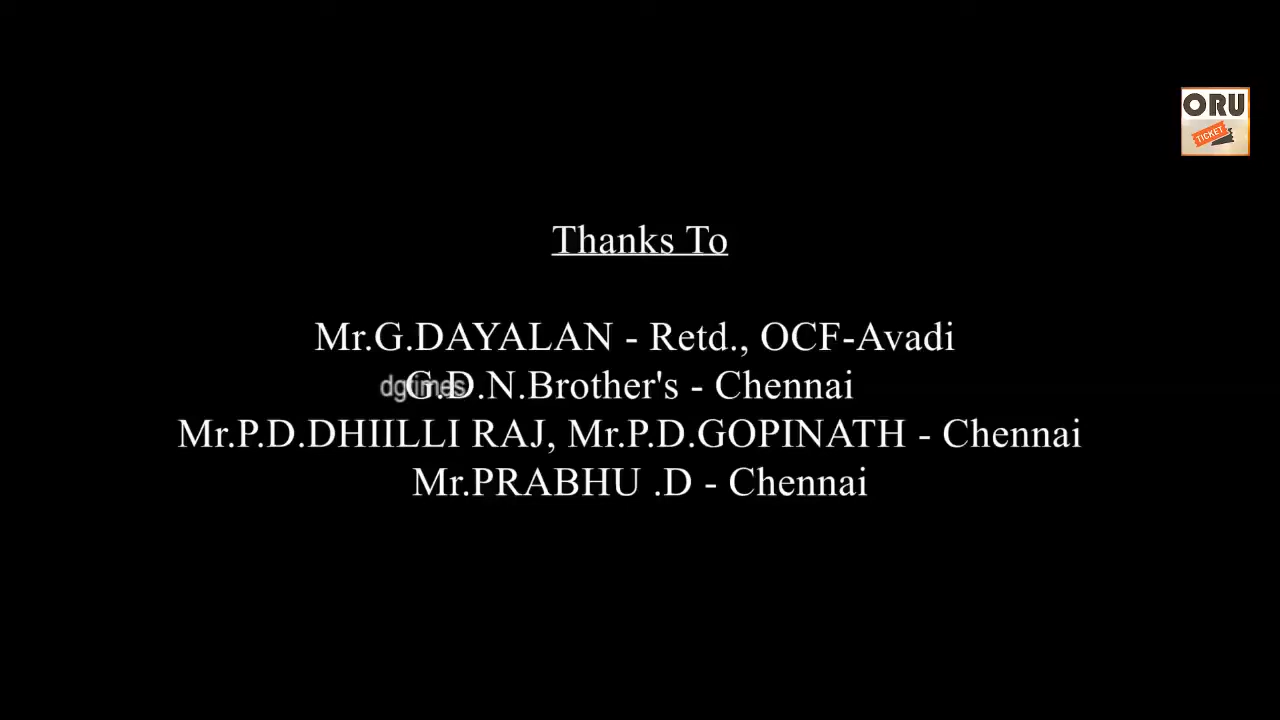 ORU
TICKET
Thanks To
Mr.G.DAYALAN - Retd., OCF-Avadi
dgtimes
G.D.N.Brother's - Chennai
Mr.P.D.DHIILLI RAJ, Mr.P.D.GOPINATH - Chennai
Mr.PRABHU .D - Chennai